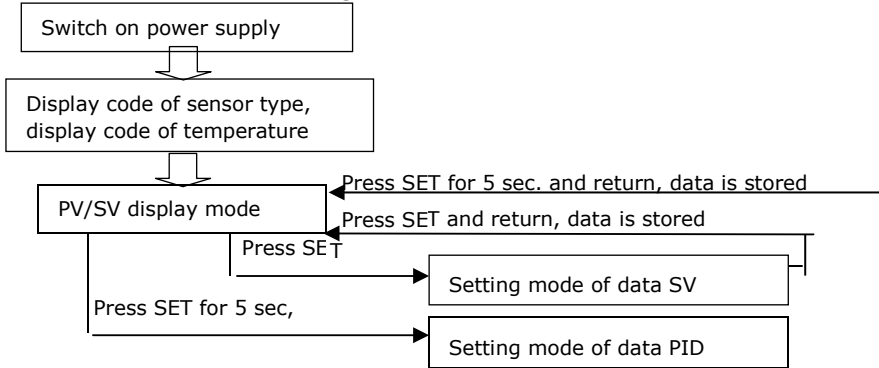 Switch on power supply
Display code of sensor type,
display code of temperature
Press SET for 5 sec. and return, data is stored
PV/SV display mode
Press SET and return, data is stored
Press SET
Setting mode of data SV
Press SET for 5 sec,
Setting mode of data PID